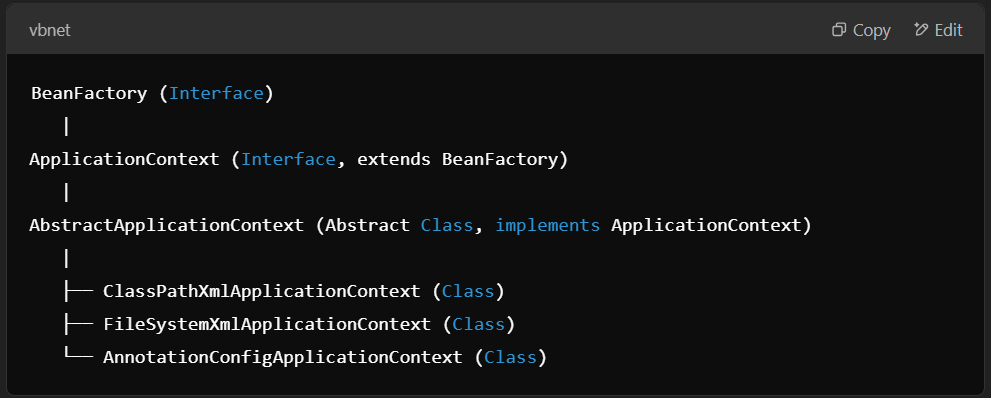 vbnet Copy Edit
BeanFactory (Interface)
|
ApplicationContext (Interface, extends BeanFactory)
|
AbstractApplicationContext (Abstract Class, implements ApplicationContext)
|
├── ClassPathXmlApplicationContext (Class)
├── FileSystemXmlApplicationContext (Class)
└── AnnotationConfigApplicationContext (Class)